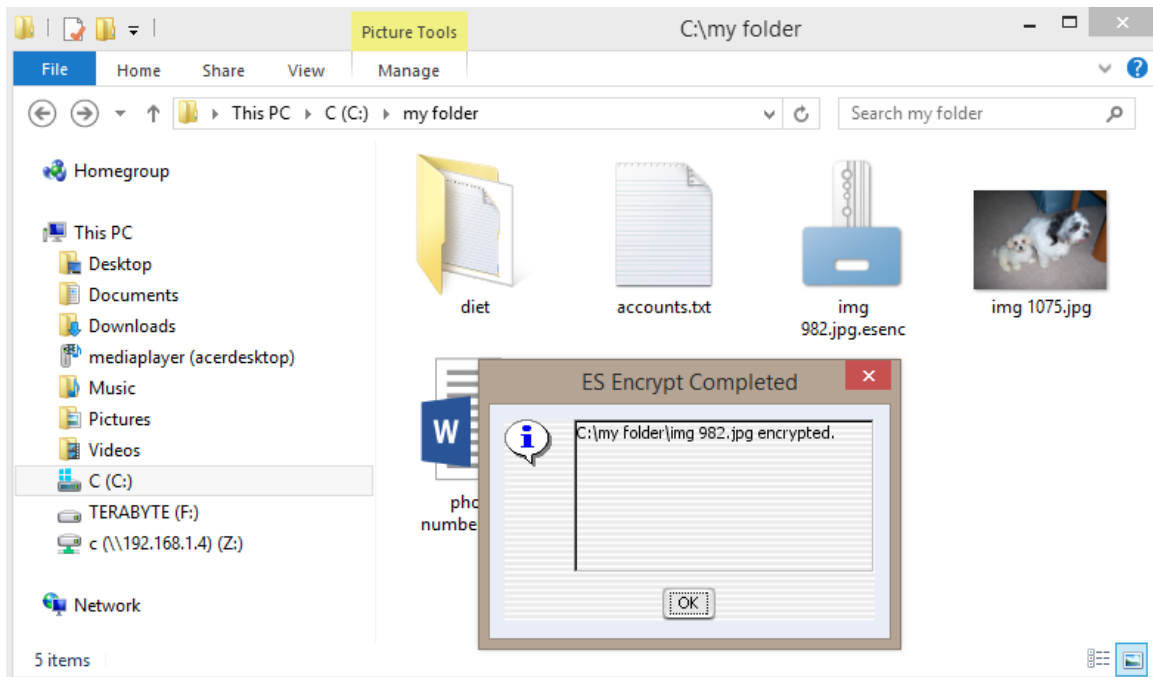 Picture Tools
C:\my folder
File
Home
Share
View
Manage
This PC
C (C:)
my folder
Search my folder
Homegroup
This PC
Desktop
Documents
Downloads
mediaplayer (acerdesktop)
Music
Pictures
Videos
C (C:)
TERABYTE (F:)
c (\\192.168.1.4) (Z:)
Network
diet
accounts.txt
img
982.jpg.esenc
img 1075.jpg
W
pho
numbe
ES Encrypt Completed
C:\my folder\img 982.jpg encrypted.
OK
5 items